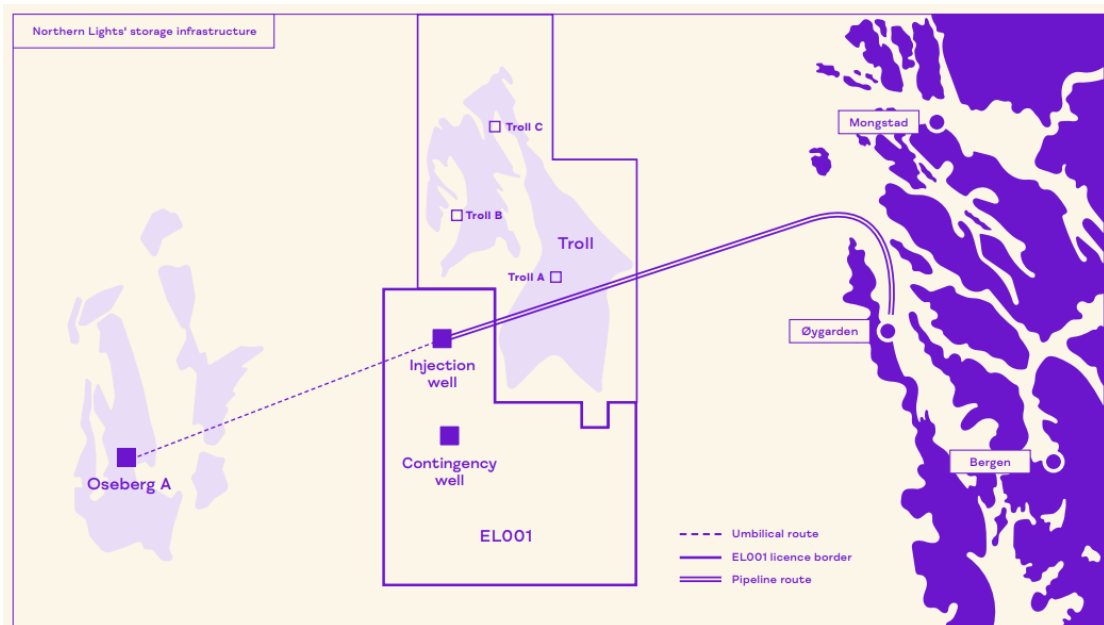 Northern Lights' storage infrastructure
Mongstad
Troll C
Troll B
Troll
Troll A
Øygarden
Injection
well
Contingency
well
Bergen
Oseberg A
EL001
Umbilical route
EL001 licence border
Pipeline route